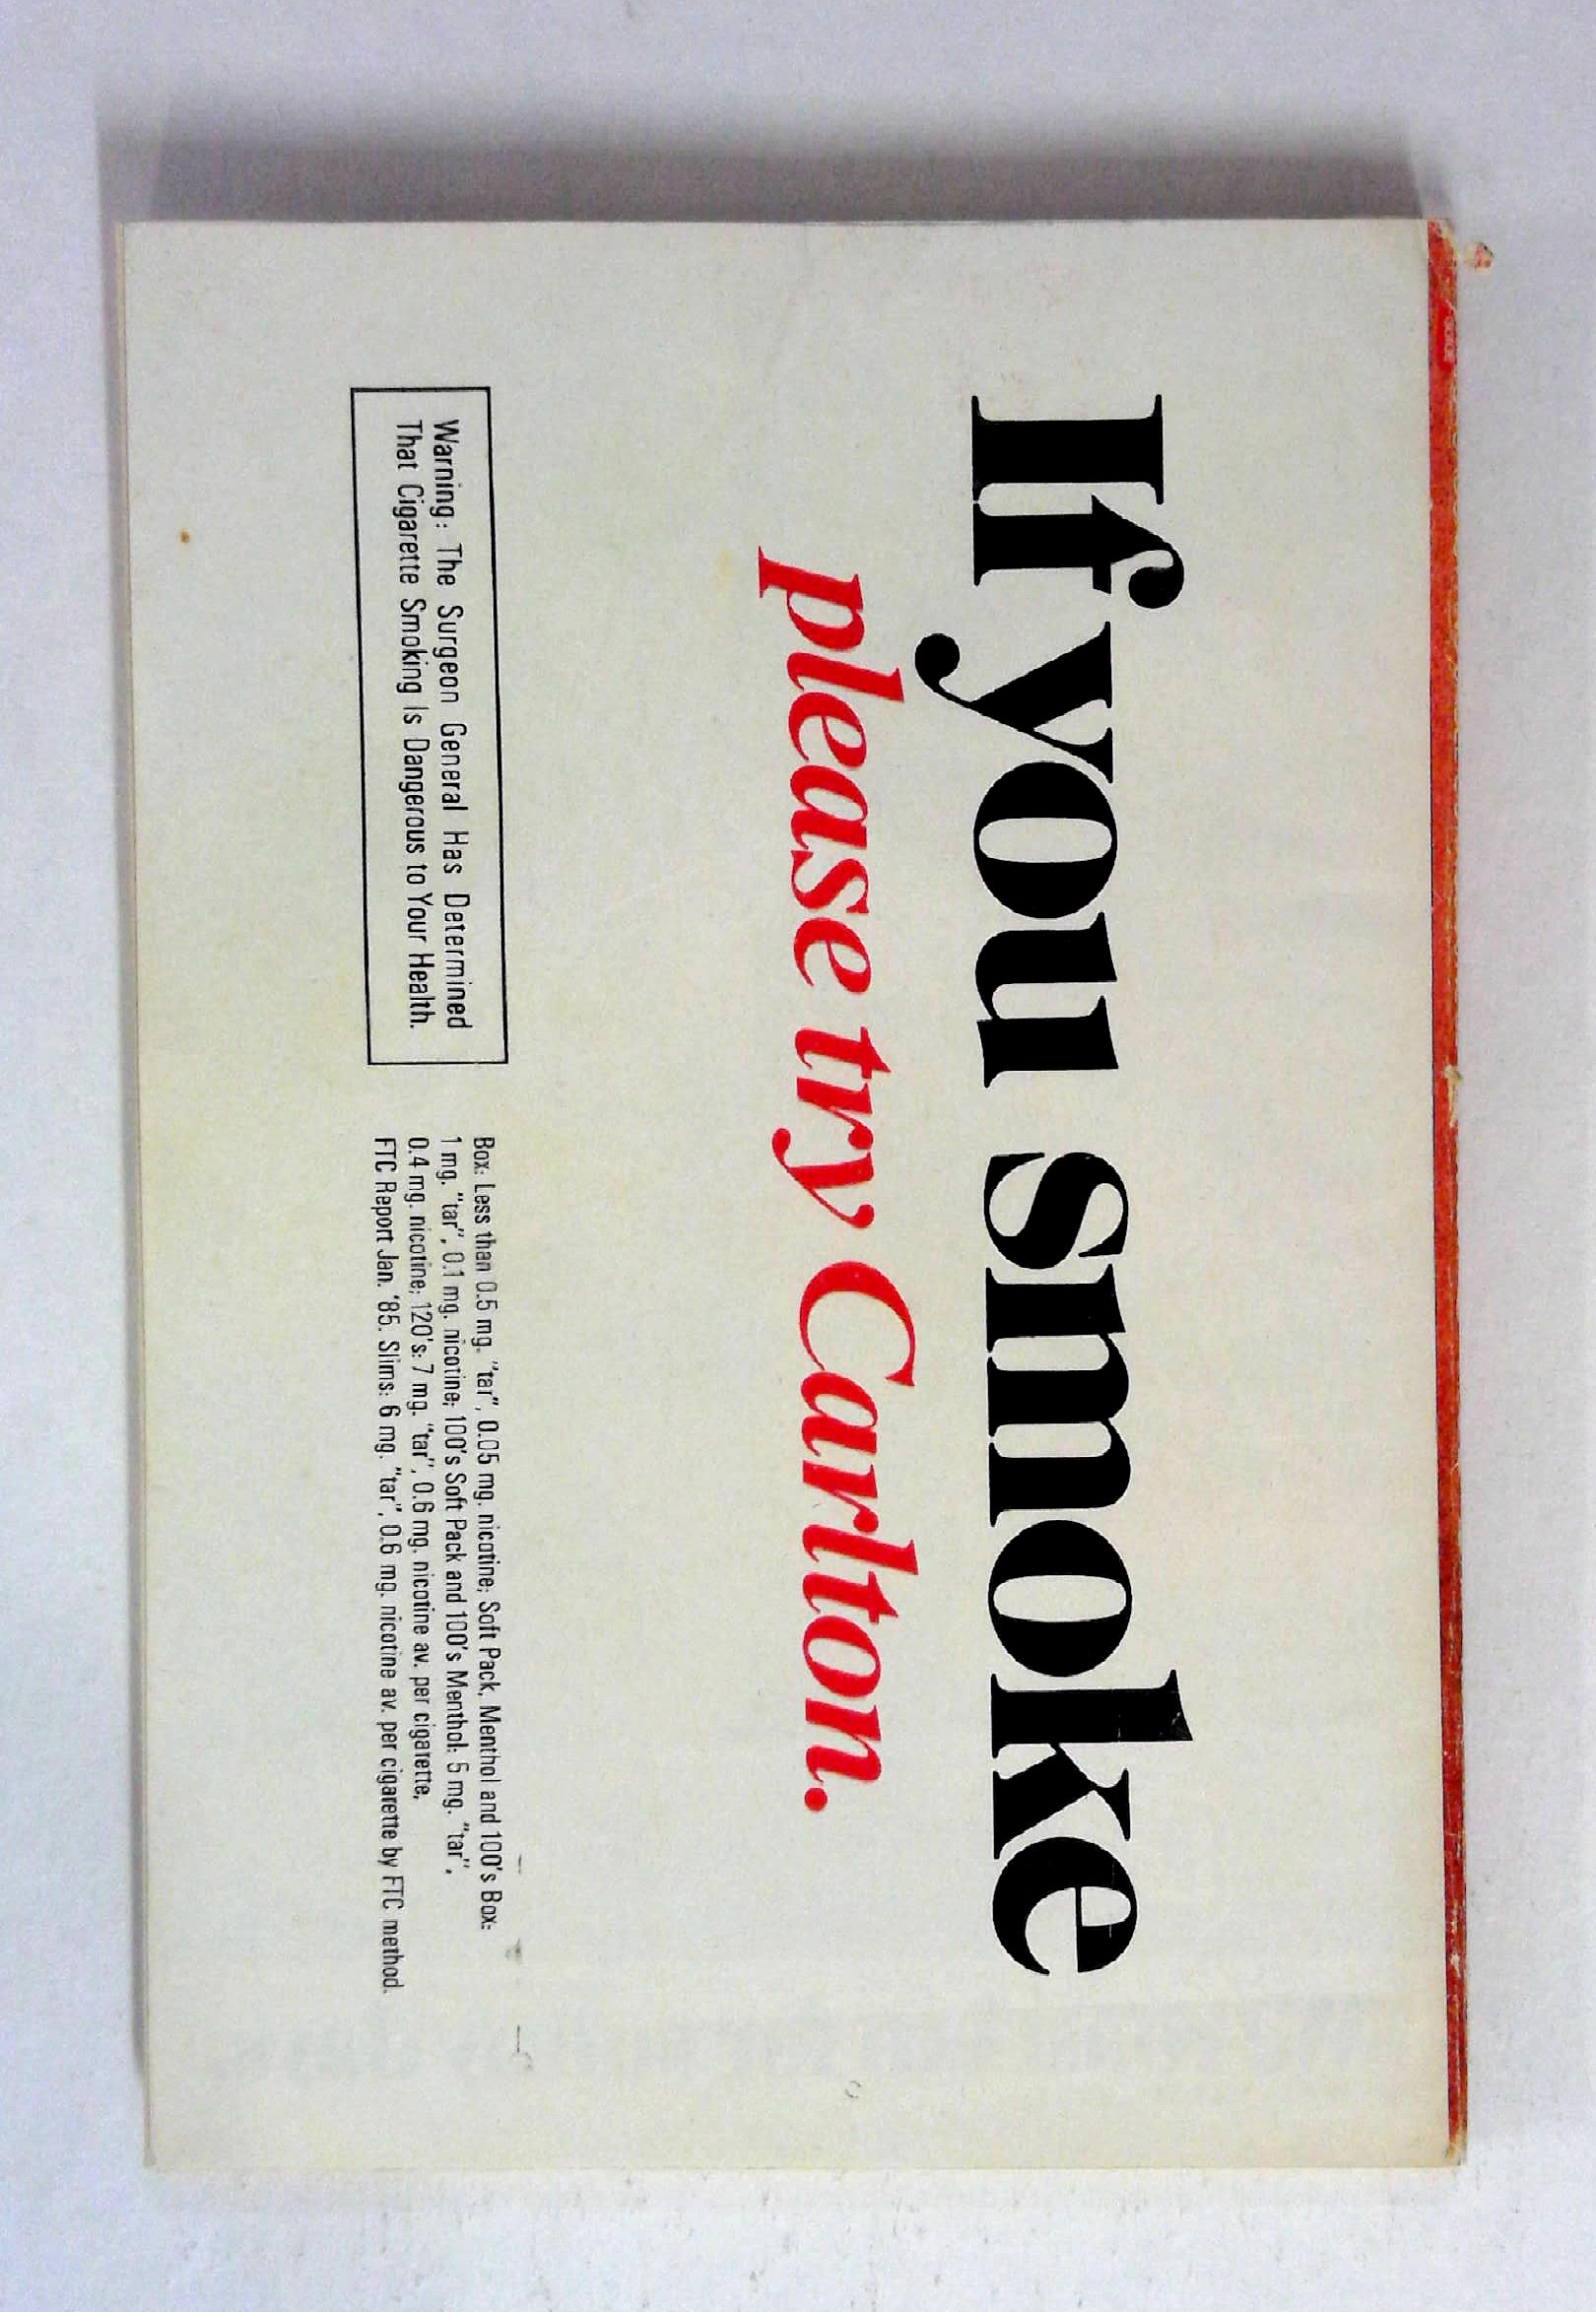 If you smoke
please try Carlton.
Warning: The Surgeon General Has Determined
That Cigarette Smoking Is Dangerous to Your Health.
Box: Less than 0.5 mg. "tar", 0.05 mg. nicotine; Soft Pack, Menthol and 100's Box:
1 mg. "tar", 0.1 mg. nicotine; 100's Soft Pack and 100's Menthol: 5 mg. "tar",
0.4 mg. nicotine; 120's: 7 mg. "tar", 0.6 mg. nicotine av. per cigarette,
FTC Report Jan. '85. Slims: 6 mg. "tar", 0.6 mg. nicotine av. per cigarette by FTC method.